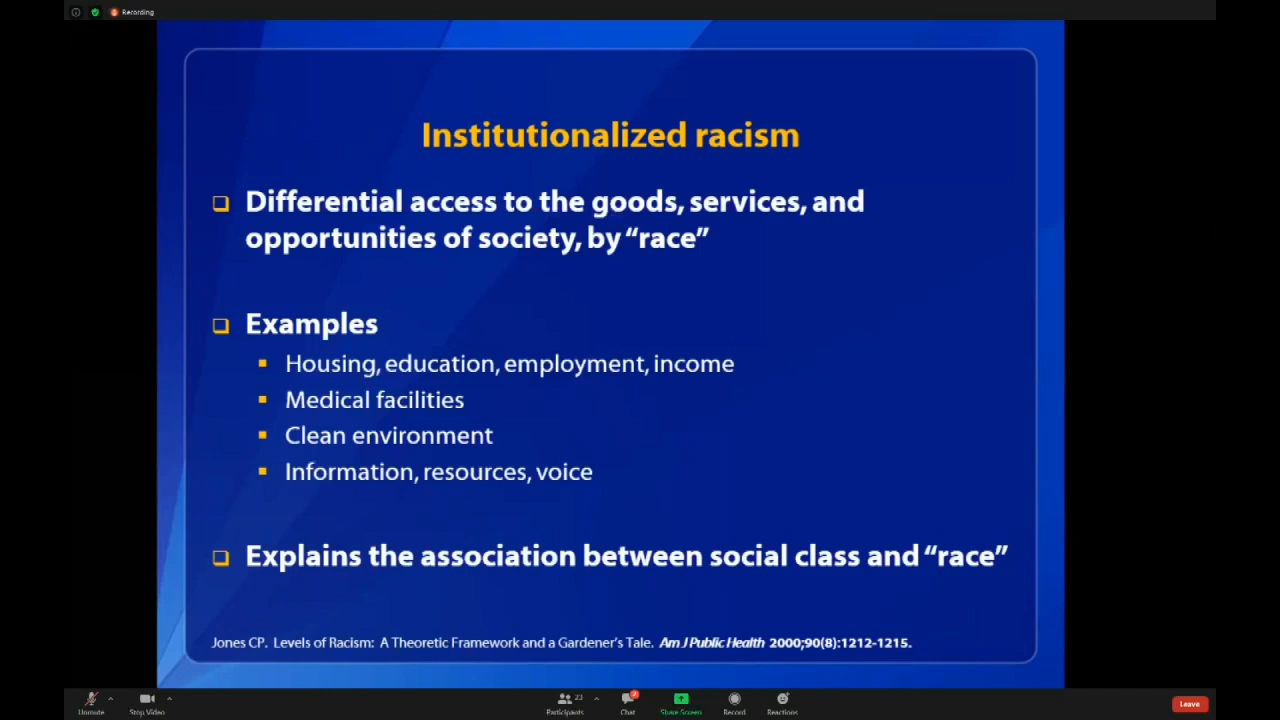 Recording
Institutionalized racism
❑ Differential access to the goods, services, and
opportunities of society, by “race”
❑ Examples
▪ Housing, education, employment, income
▪ Medical facilities
▪ Clean environment
▪ Information, resources, voice
❑ Explains the association between social class and “race”
Jones CP. Levels of Racism: A Theoretic Framework and a Gardener's Tale. Am J Public Health 2000;90(8):1212-1215.
Unmute Stop Video Participants 23 Chat Share Screen Record Reactions Leave